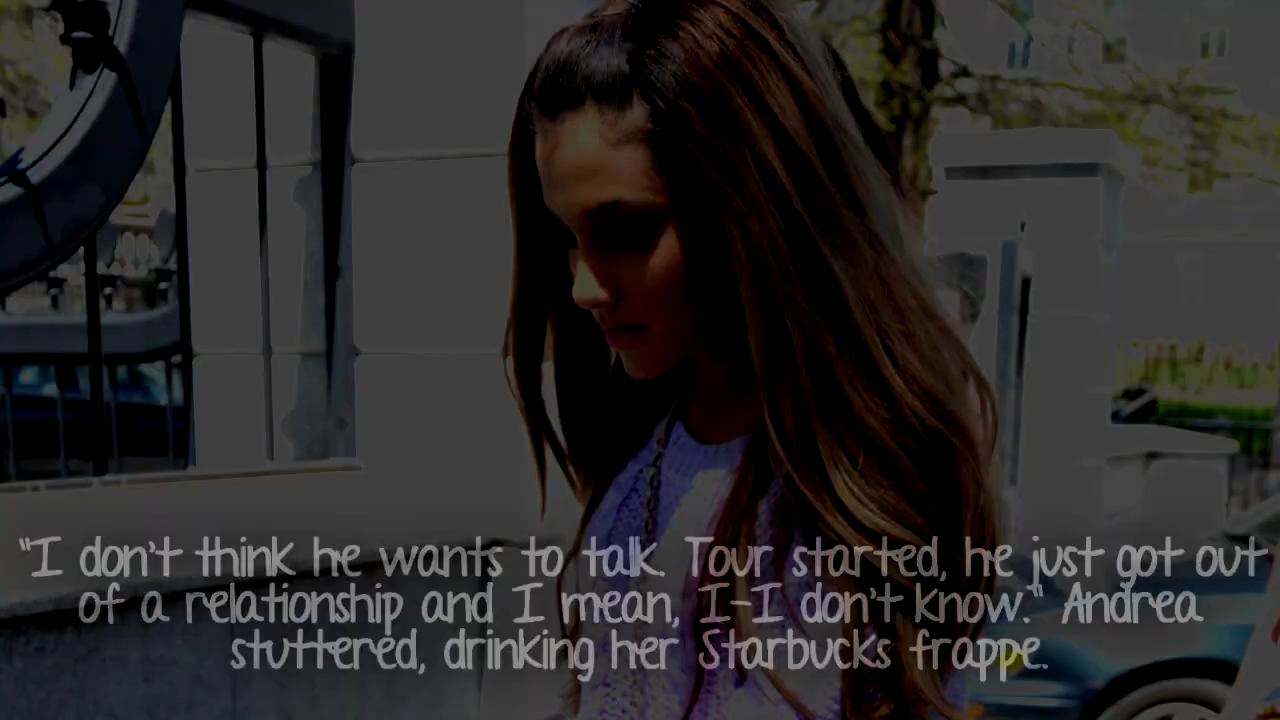 "I don't think he wants to talk. Tour started, he just got out
of a relationship and I mean, I-I don't know." Andrea
stuttered, drinking her Starbucks frappe.